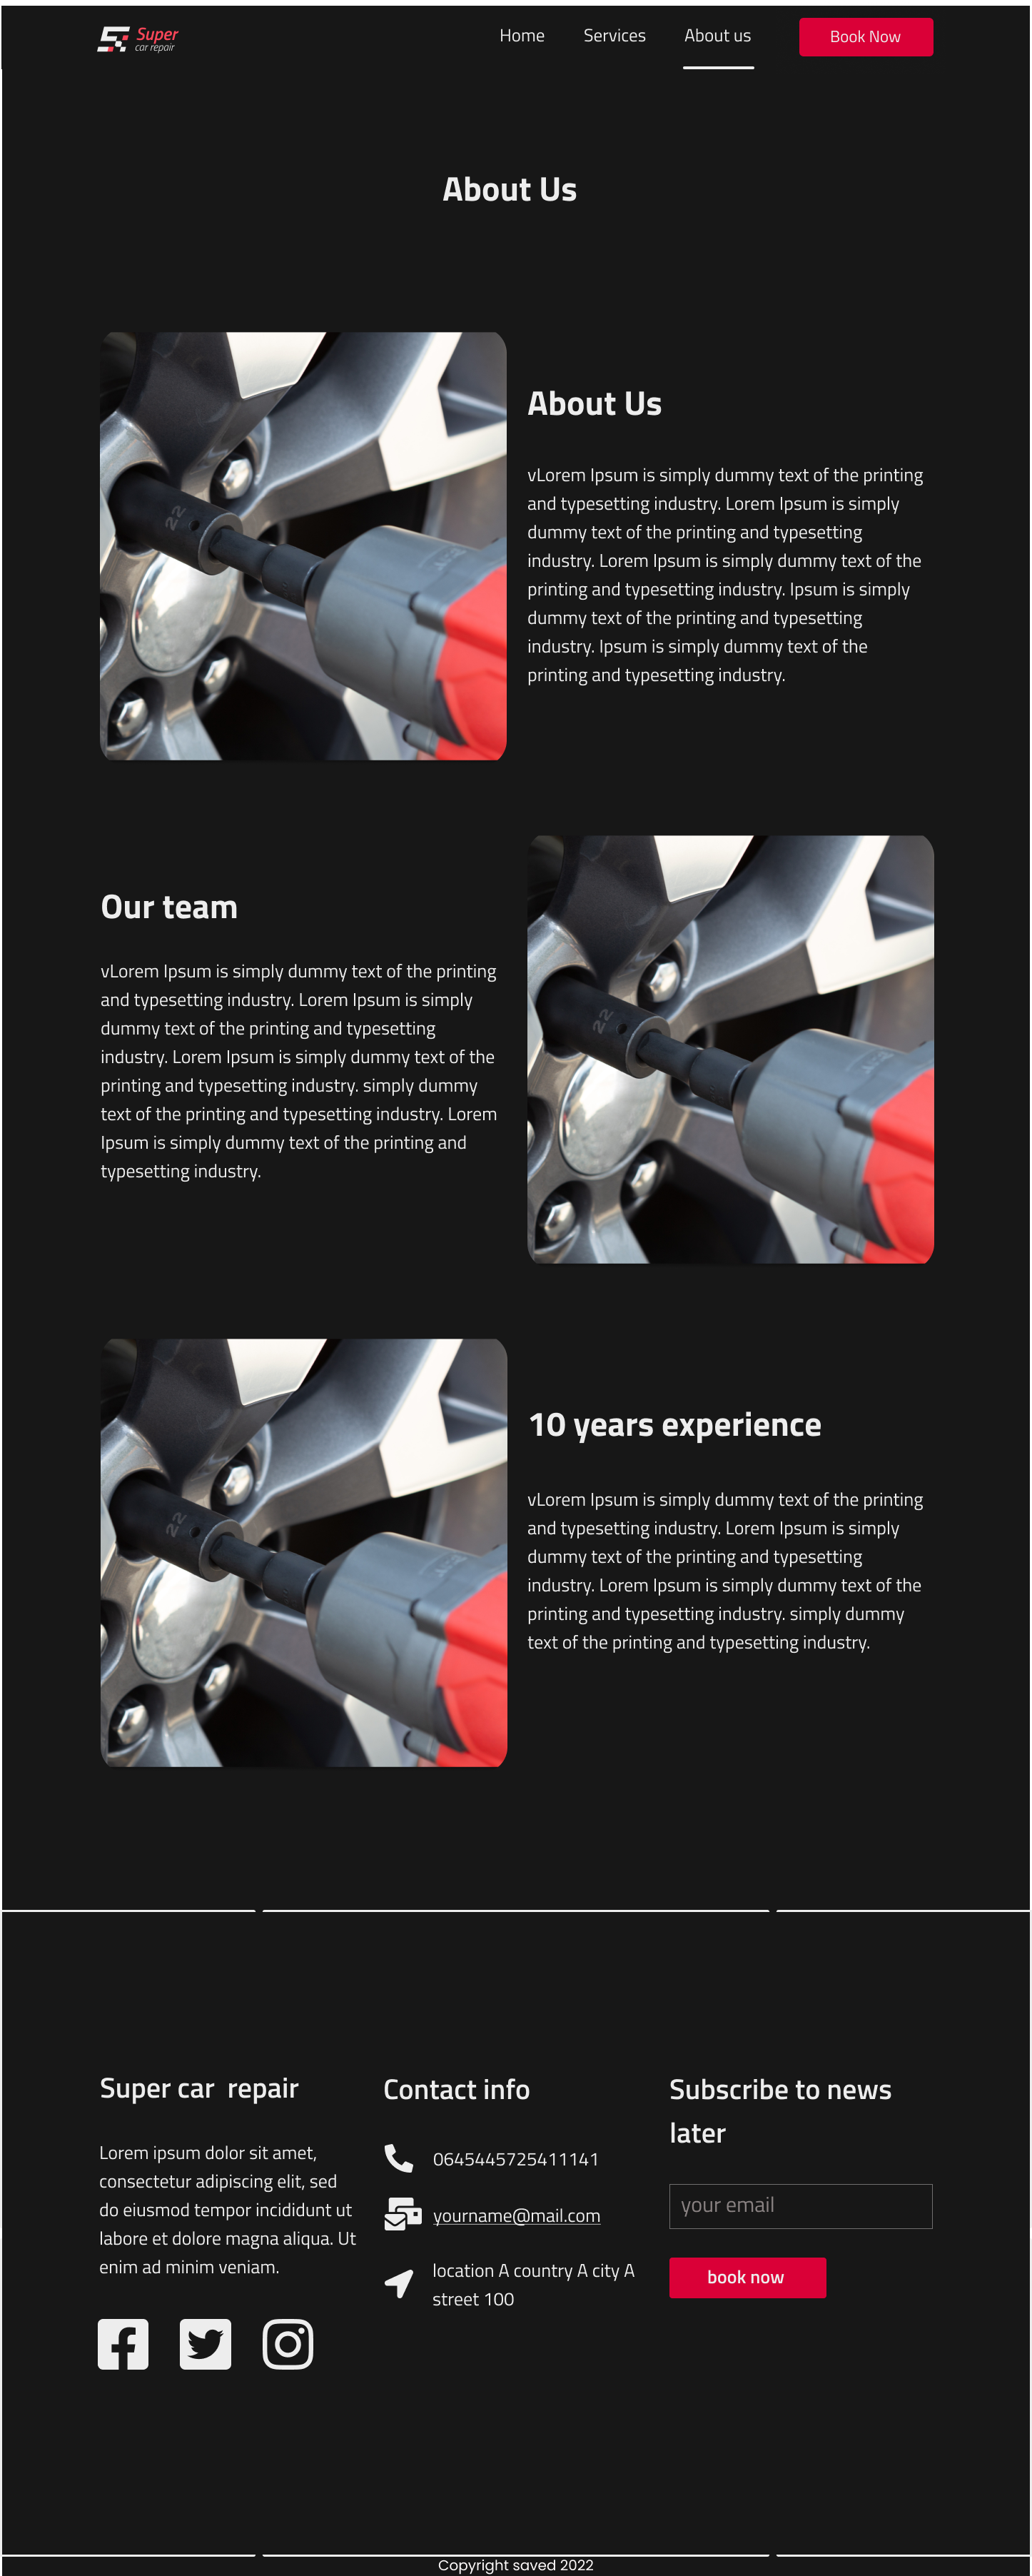 Super
car repair
Home Services About us Book Now
About Us
About Us
vLorem Ipsum is simply dummy text of the printing
and typesetting industry. Lorem Ipsum is simply
dummy text of the printing and typesetting
industry. Lorem Ipsum is simply dummy text of the
printing and typesetting industry. Ipsum is simply
dummy text of the printing and typesetting
industry. Ipsum is simply dummy text of the
printing and typesetting industry.
22
Our team
vLorem Ipsum is simply dummy text of the printing
and typesetting industry. Lorem Ipsum is simply
dummy text of the printing and typesetting
industry. Lorem Ipsum is simply dummy text of the
printing and typesetting industry. simply dummy
text of the printing and typesetting industry. Lorem
Ipsum is simply dummy text of the printing and
typesetting industry.
22
22
10 years experience
vLorem Ipsum is simply dummy text of the printing
and typesetting industry. Lorem Ipsum is simply
dummy text of the printing and typesetting
industry. Lorem Ipsum is simply dummy text of the
printing and typesetting industry. simply dummy
text of the printing and typesetting industry.
Super car  repair
Lorem ipsum dolor sit amet,
consectetur adipiscing elit, sed
do eiusmod tempor incididunt ut
labore et dolore magna aliqua. Ut
enim ad minim veniam.
Contact info
0645445725411141
yourname@mail.com
location A country A city A
street 100
Subscribe to news
later
your email
book now
Copyright saved 2022